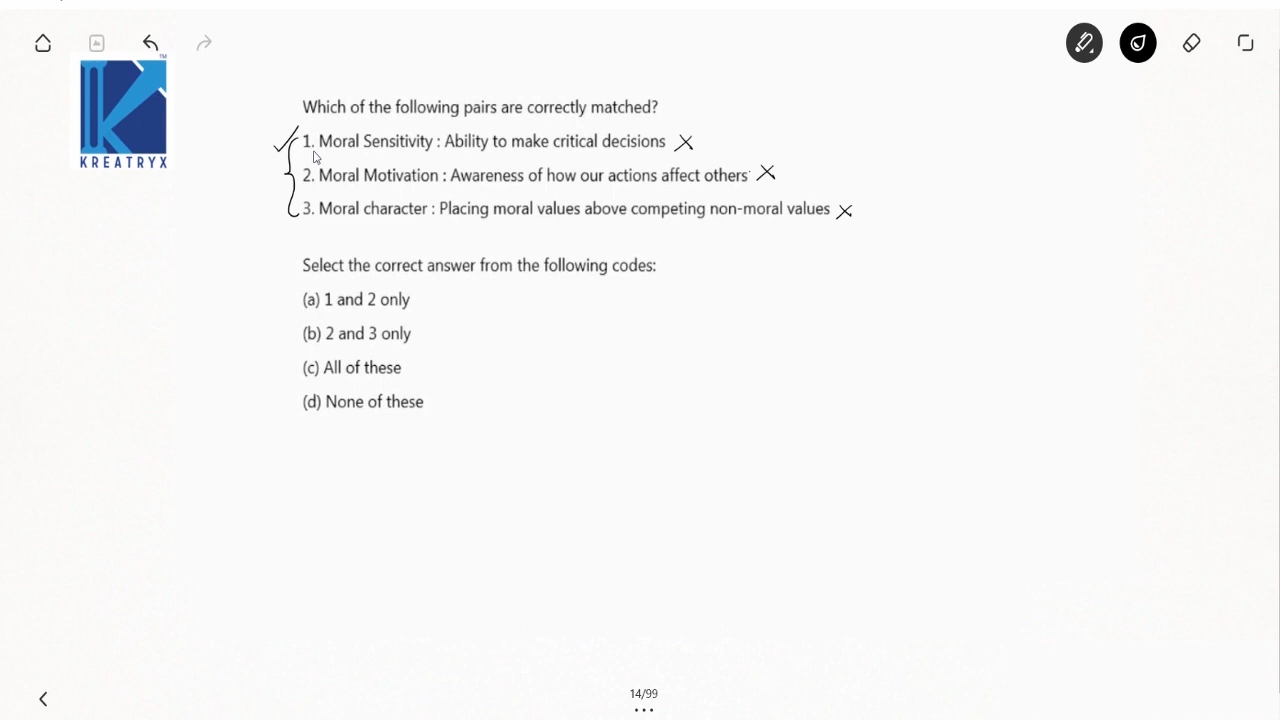 TM
KREATRYX
Which of the following pairs are correctly matched?
1. Moral Sensitivity : Ability to make critical decisions
2. Moral Motivation : Awareness of how our actions affect others
3. Moral character : Placing moral values above competing non-moral values
Select the correct answer from the following codes:
(a) 1 and 2 only
(b) 2 and 3 only
(c) All of these
(d) None of these
14/99